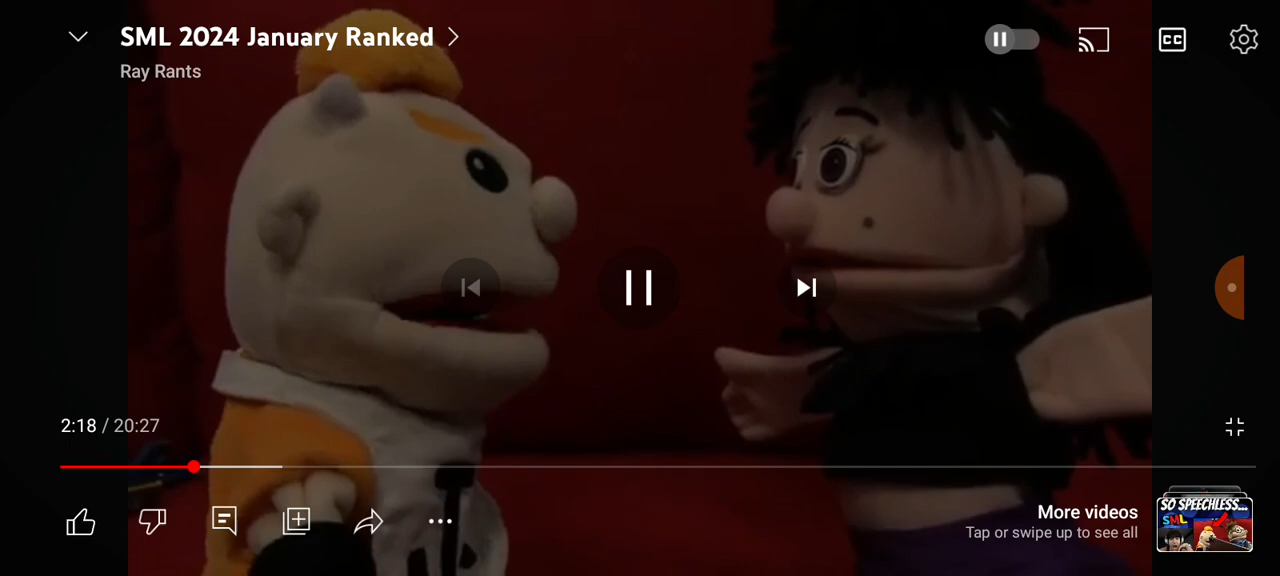 SML 2024 January Ranked
Ray Rants
CC
2:18 / 20:27
More videos
Tap or swipe up to see all
SO SPEECHLESS...
SML